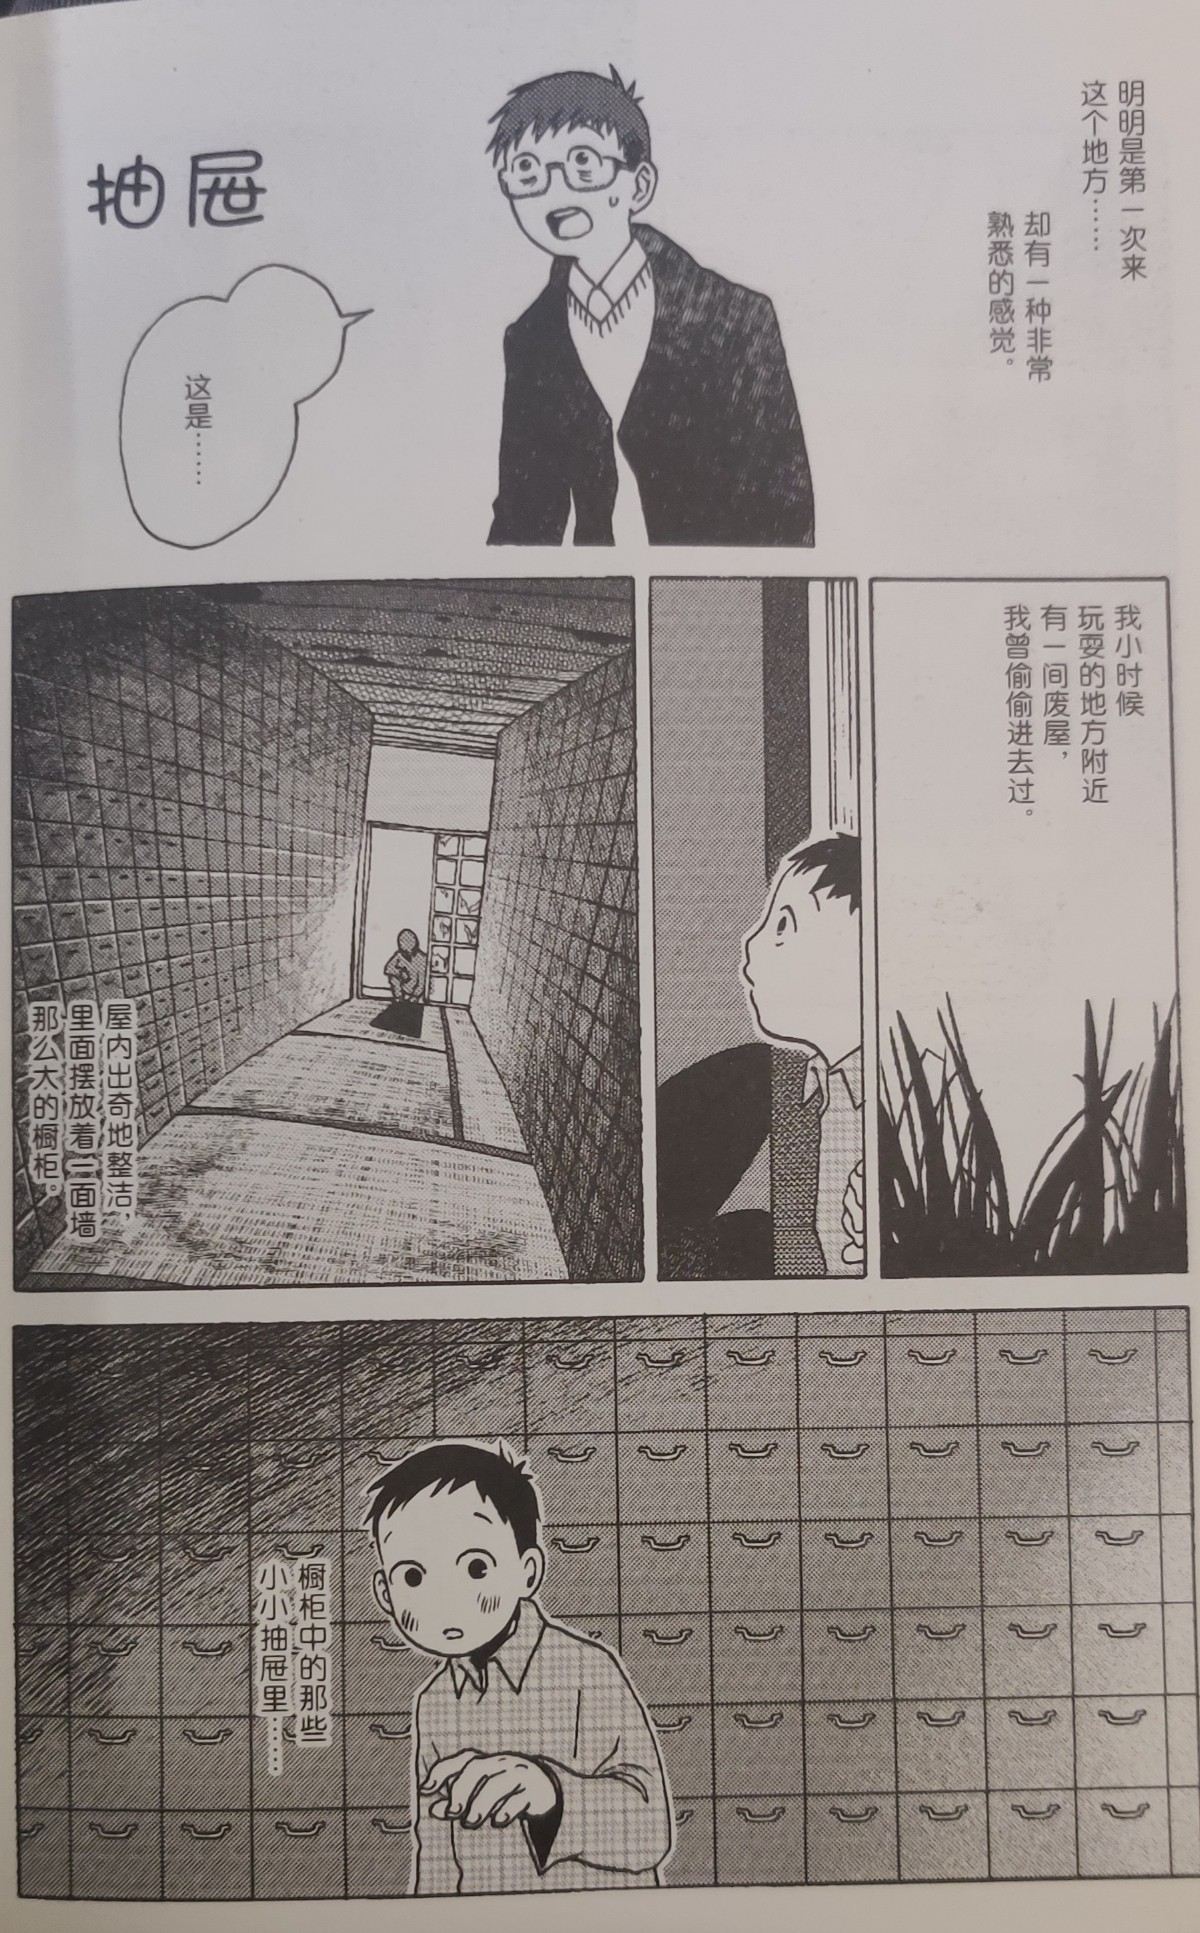 明明是第一次来
这个地方……
却有一种非常
熟悉的感觉。
抽屉
这是……
我小时候
玩耍的地方附近
有一间废屋，
我曾偷偷进去过。
屋内出奇地整洁，
里面摆放着三面墙
那么大的橱柜。
橱柜中的那些
小小抽屉里……